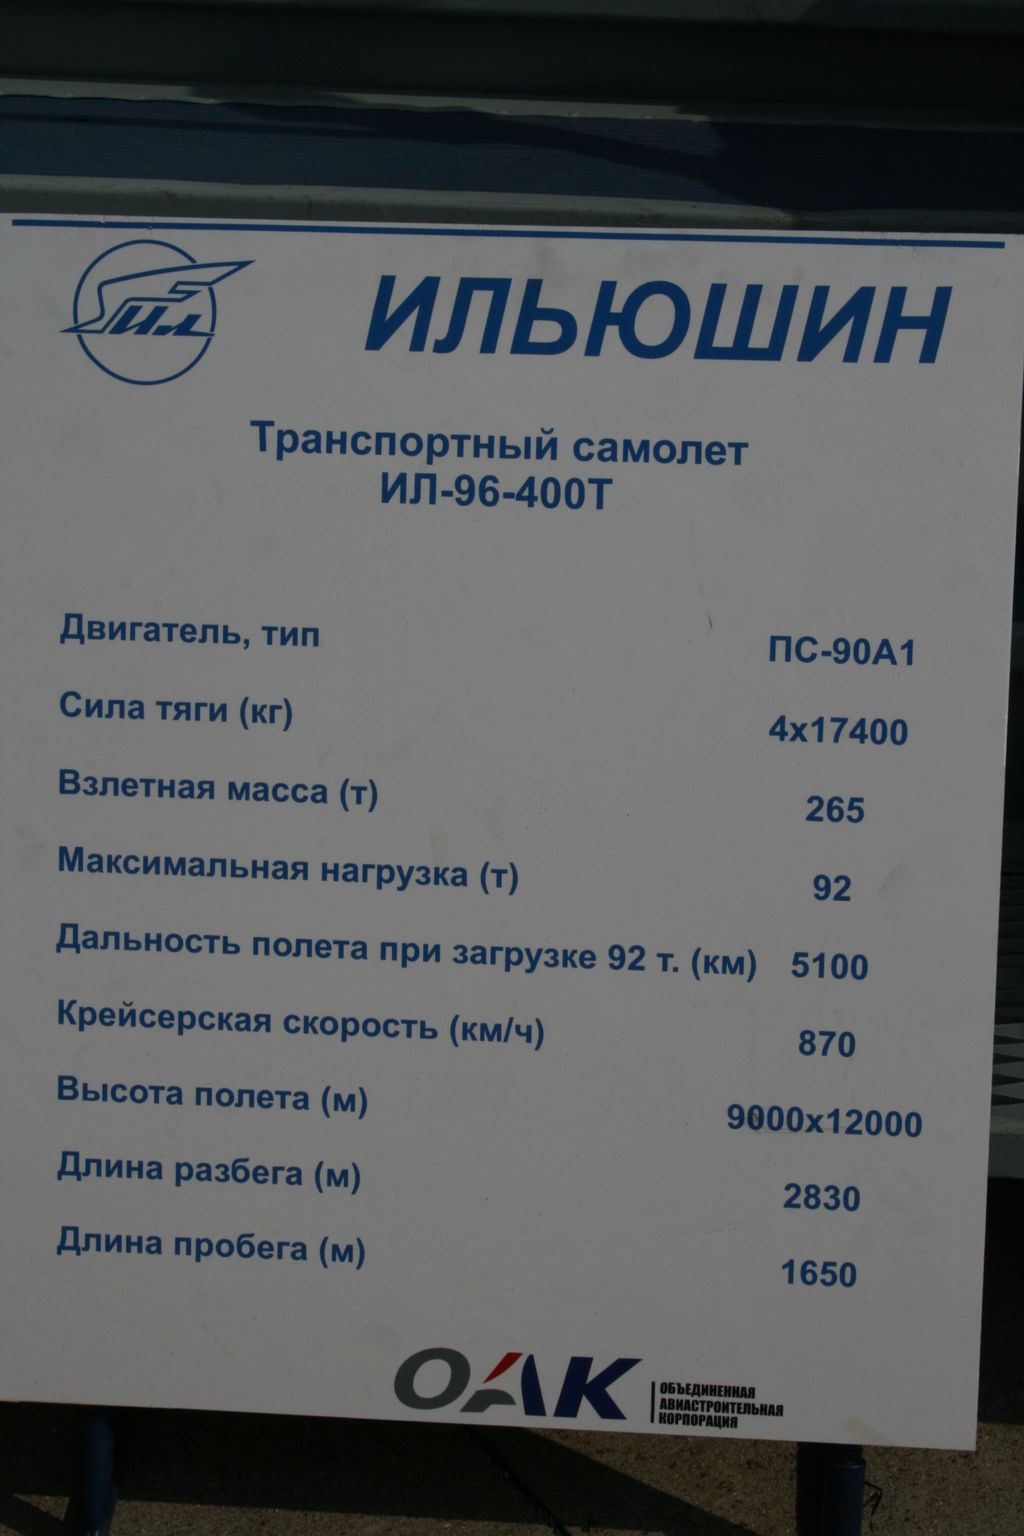 Ил
ИЛЬЮШИН
Транспортный самолет
ИЛ-96-400Т
Двигатель, тип ПС-90А1
Сила тяги (кг) 4х17400
Взлетная масса (т) 265
Максимальная нагрузка (т) 92
Дальность полета при загрузке 92 т. (км) 5100
Крейсерская скорость (км/ч) 870
Высота полета (м) 9000х12000
Длина разбега (м) 2830
Длина пробега (м) 1650
ОАК
ОБЪЕДИНЕННАЯ
АВИАСТРОИТЕЛЬНАЯ
КОРПОРАЦИЯ